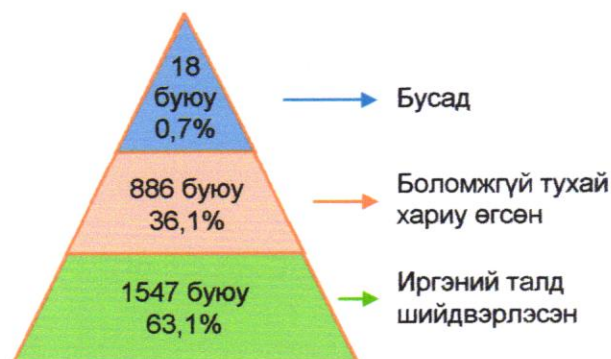 18
буюу
0,7%
Бусад
886 буюу
36,1%
Боломжгүй тухай
хариу өгсөн
1547 буюу
63,1%
Иргэний талд
шийдвэрлэсэн